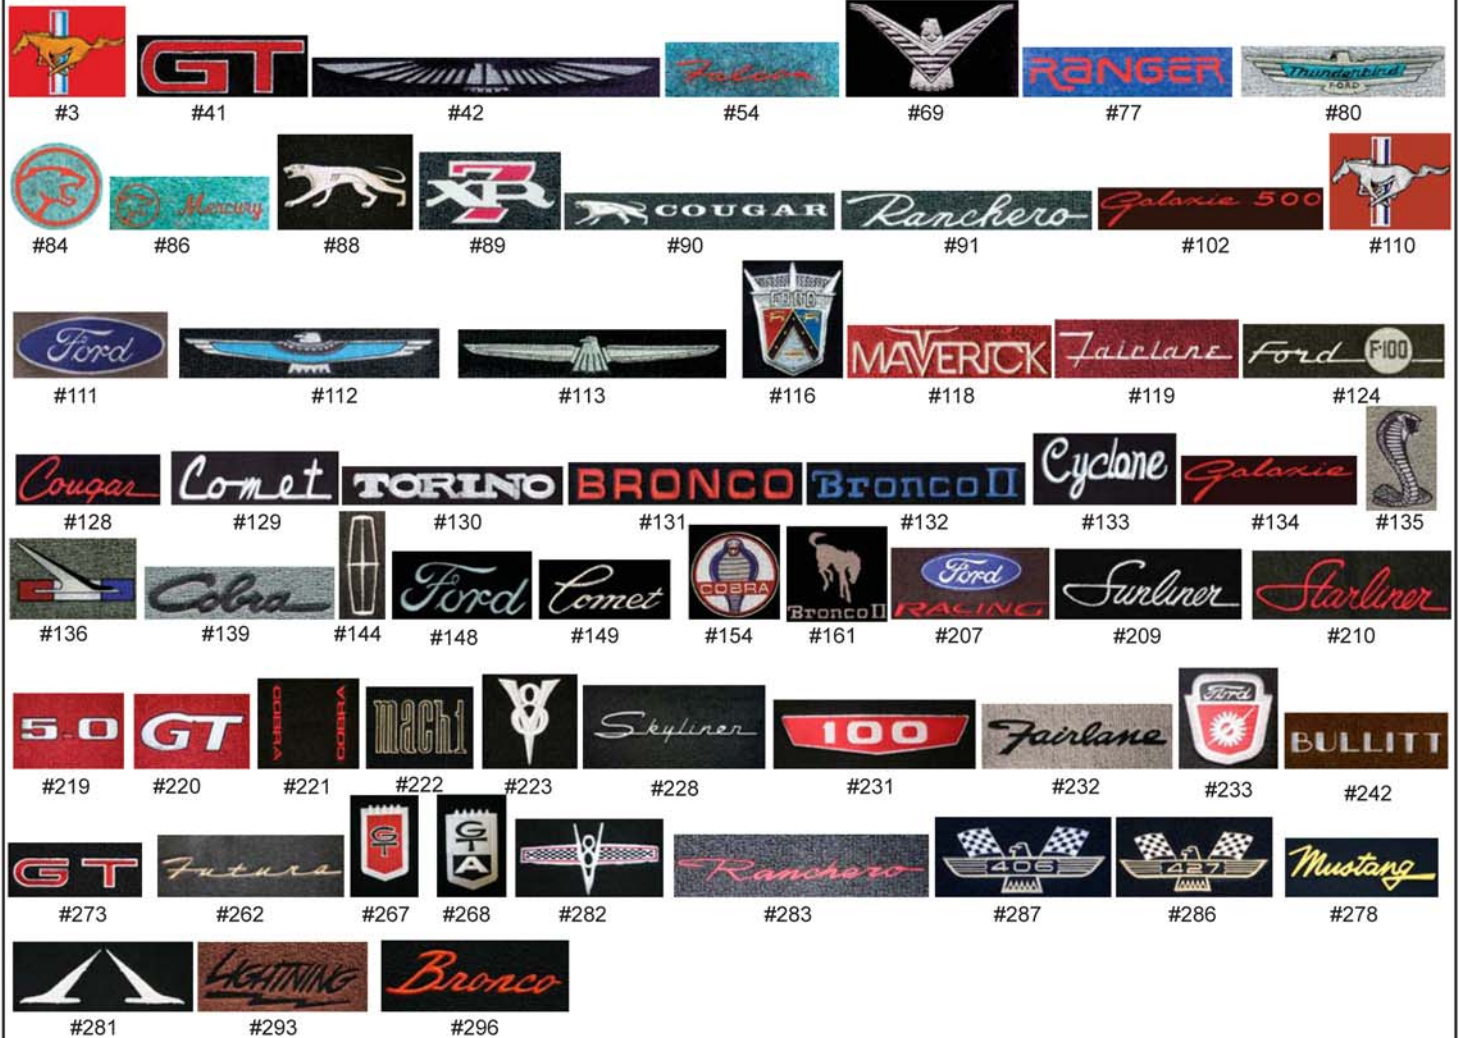 GT Falcon RANGER Thunderbird FORD
#3 #41 #42 #54 #69 #77 #80
Mercury XR7 COUGAR Ranchero Galaxie 500
#84 #86 #88 #89 #90 #91 #102 #110
Ford FORD MAVERICK Fairlane Ford F-100
#111 #112 #113 #116 #118 #119 #124
Cougar Comet TORINO BRONCO Bronco II Cyclone Galaxie
#128 #129 #130 #131 #132 #133 #134 #135
Cobra Ford Comet COBRA Bronco II Ford RACING Sunliner Starliner
#136 #139 #144 #148 #149 #154 #161 #207 #209 #210
5.0 GT COBRA COBRA mach1 V8 Skyliner 100 Fairlane Ford BULLITT
#219 #220 #221 #222 #223 #228 #231 #232 #233 #242
GT Futura GT GTA V8 Ranchero 406 427 Mustang
#273 #262 #267 #268 #282 #283 #287 #286 #278
LIGHTNING Bronco
#281 #293 #296